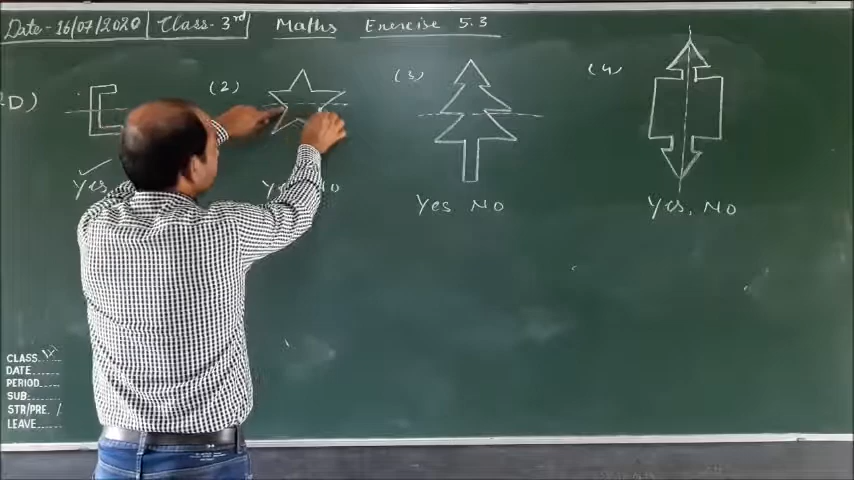 Date - 16/07/2020 Class - 3rd Maths Exercise 5.3
D) (2) (3) (4)
Yes No
Yes No
Yes, No
CLASS
DATE
PERIOD
SUB
STR/PRE. /
LEAVE